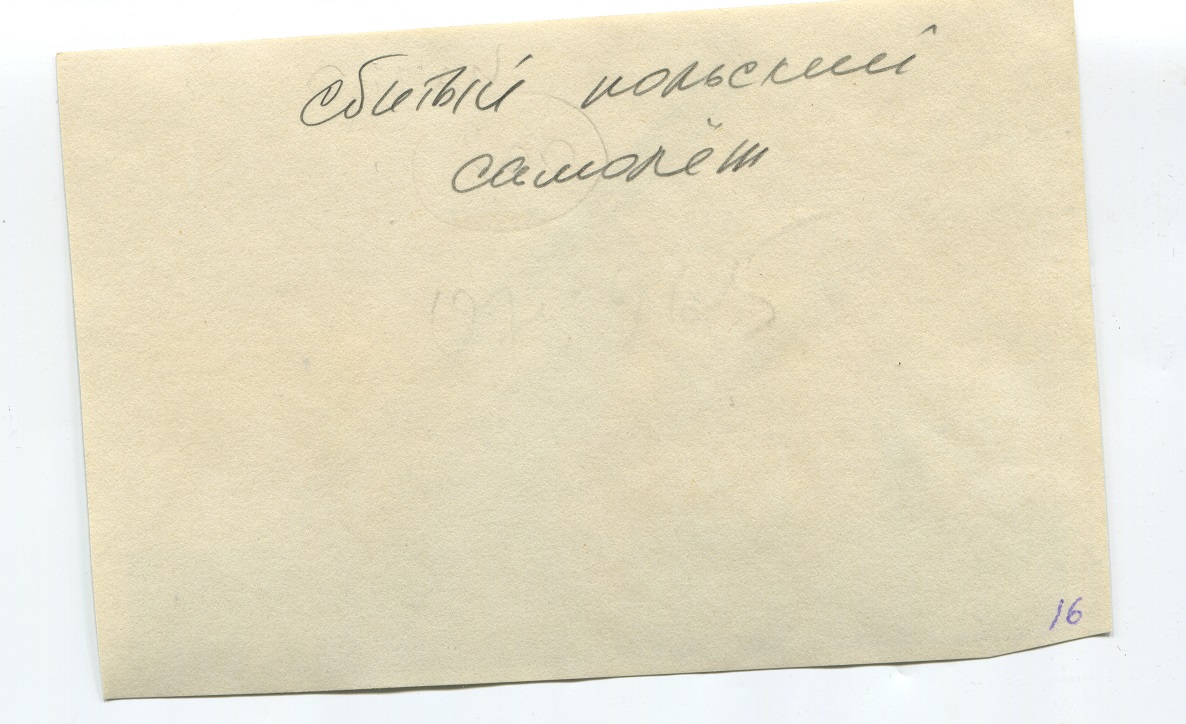 сбитый польский
самолёт
16